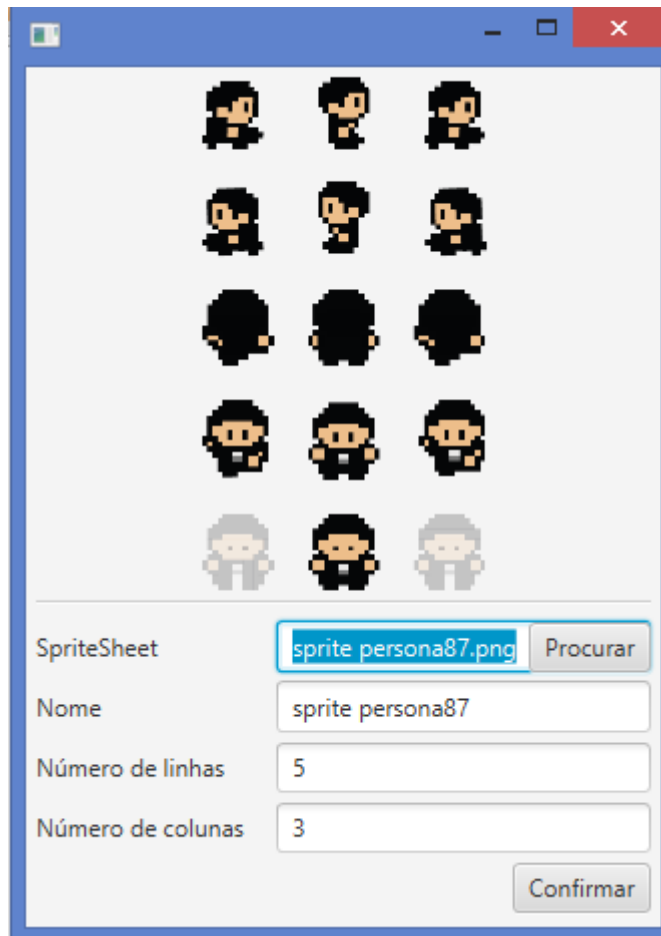 SpriteSheet sprite persona87.png Procurar
Nome sprite persona87
Número de linhas 5
Número de colunas 3
Confirmar